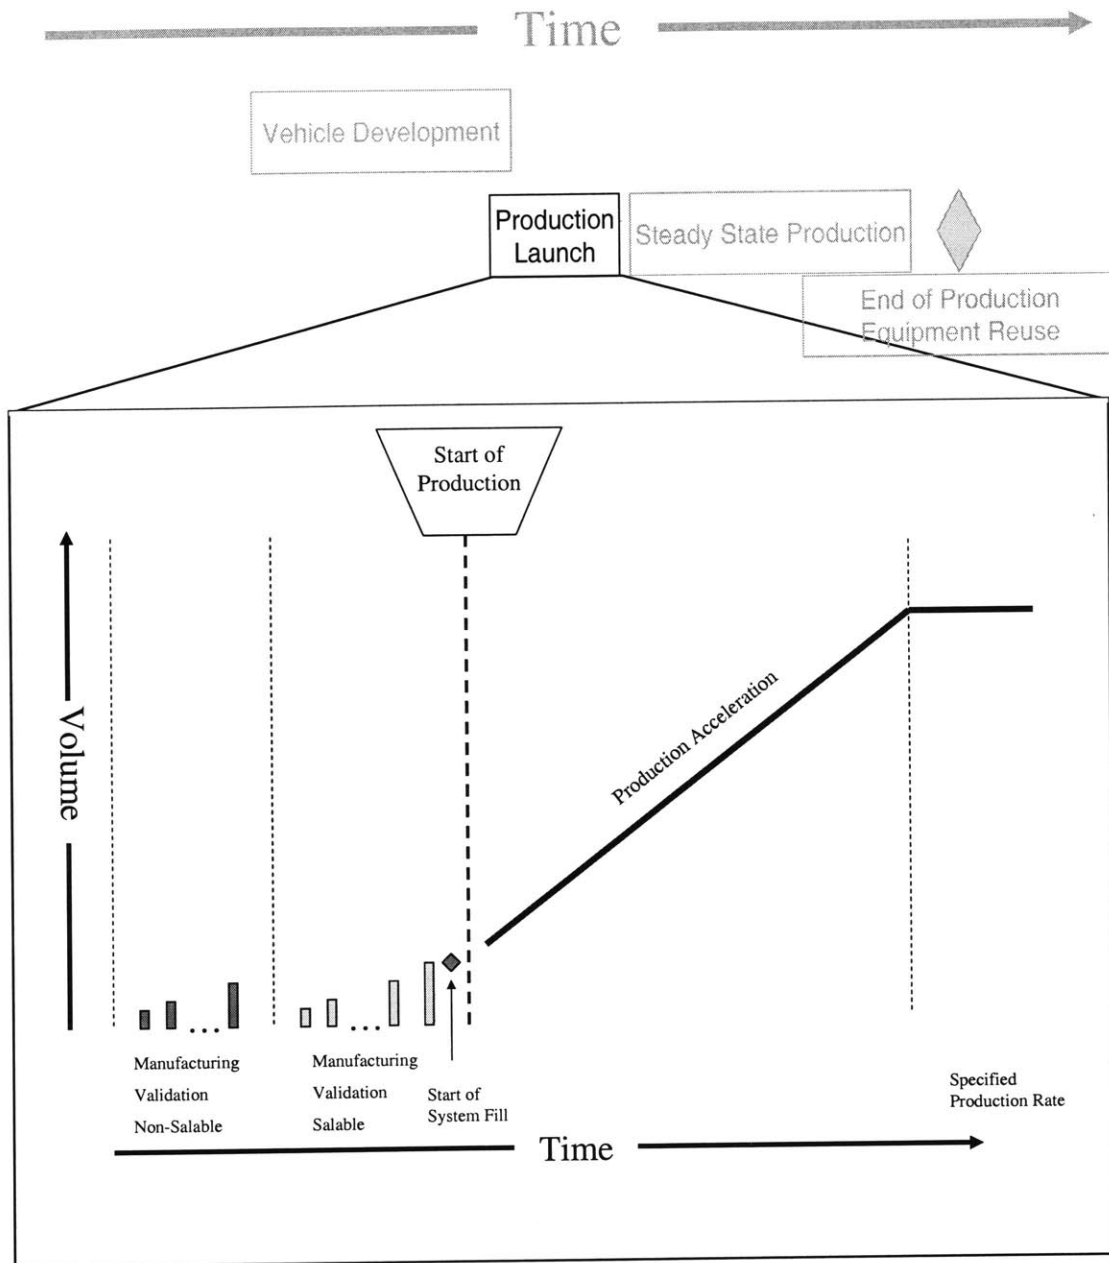 Time
Vehicle Development
Production
Launch
Steady State Production
End of Production
Equipment Reuse
Start of
Production
Volume
Production Acceleration
...
...
Manufacturing
Validation
Non-Salable
Manufacturing
Validation
Salable
Start of
System Fill
Specified
Production Rate
Time